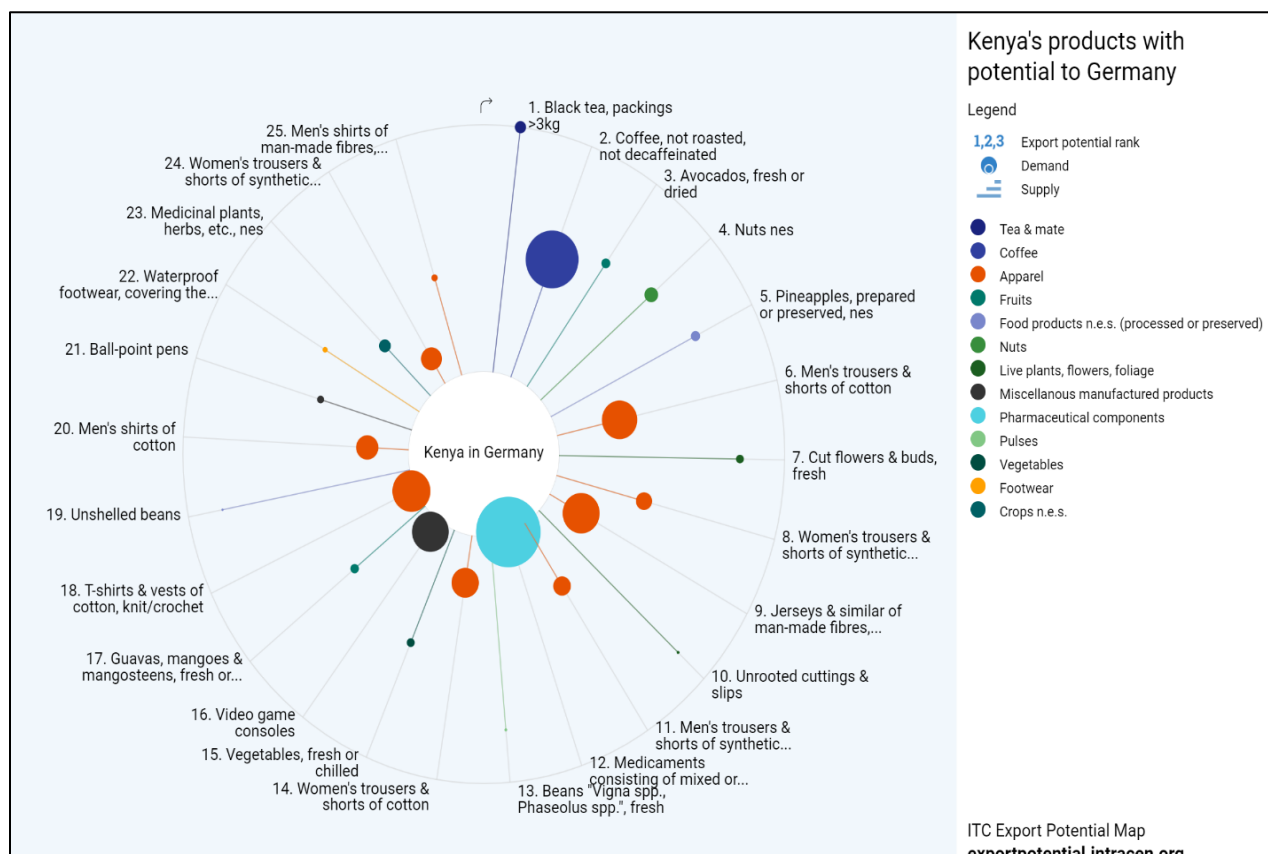 Kenya's products with
potential to Germany
Legend
1,2,3 Export potential rank
Demand
Supply
Tea & mate
Coffee
Apparel
Fruits
Food products n.e.s. (processed or preserved)
Nuts
Live plants, flowers, foliage
Miscellanous manufactured products
Pharmaceutical components
Pulses
Vegetables
Footwear
Crops n.e.s.
ITC Export Potential Map
exportpotential.intracen.org
Kenya in Germany
1. Black tea, packings
>3kg
2. Coffee, not roasted,
not decaffeinated
3. Avocados, fresh or
dried
4. Nuts nes
5. Pineapples, prepared
or preserved, nes
6. Men's trousers &
shorts of cotton
7. Cut flowers & buds,
fresh
8. Women's trousers &
shorts of synthetic...
9. Jerseys & similar of
man-made fibres,...
10. Unrooted cuttings &
slips
11. Men's trousers &
shorts of synthetic...
12. Medicaments
consisting of mixed or...
13. Beans "Vigna spp.,
Phaseolus spp.", fresh
14. Women's trousers &
shorts of cotton
15. Vegetables, fresh or
chilled
16. Video game
consoles
17. Guavas, mangoes &
mangosteens, fresh or...
18. T-shirts & vests of
cotton, knit/crochet
19. Unshelled beans
20. Men's shirts of
cotton
21. Ball-point pens
22. Waterproof
footwear, covering the...
23. Medicinal plants,
herbs, etc., nes
24. Women's trousers &
shorts of synthetic...
25. Men's shirts of
man-made fibres,...